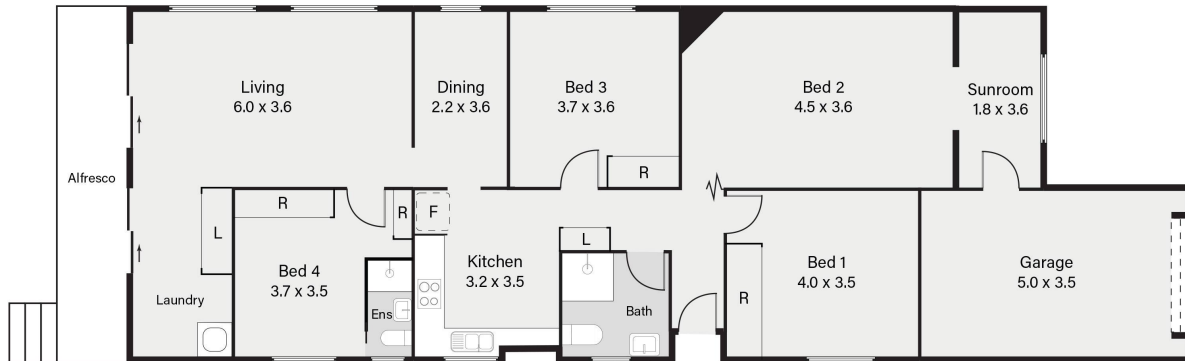 Living
6.0 x 3.6
Dining
2.2 x 3.6
Bed 3
3.7 x 3.6
R
Bed 2
4.5 x 3.6
Sunroom
1.8 x 3.6
Alfresco
L
Laundry
R
R
Bed 4
3.7 x 3.5
Ens
F
Kitchen
3.2 x 3.5
L
Bath
R
Bed 1
4.0 x 3.5
Garage
5.0 x 3.5